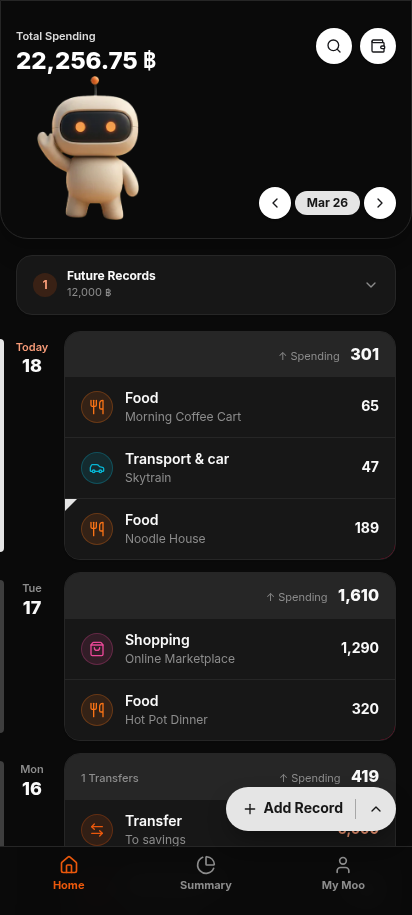 Total Spending
22,256.75 ฿
Mar 26
1
Future Records
12,000 ฿
Today
18
↑ Spending 301
Food
Morning Coffee Cart
65
Transport & car
Skytrain
47
Food
Noodle House
189
Tue
17
↑ Spending 1,610
Shopping
Online Marketplace
1,290
Food
Hot Pot Dinner
320
Mon
16
1 Transfers ↑ Spending 419
Transfer
To savings
+ Add Record
Home Summary My Moo